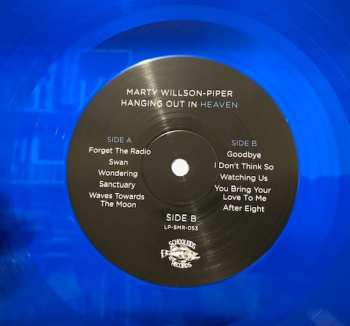 MARTY WILLSON-PIPER
HANGING OUT IN HEAVEN
SIDE A
Forget The Radio
Swan
Wondering
Sanctuary
Waves Towards
The Moon
SIDE B
Goodbye
I Don't Think So
Watching Us
You Bring Your
Love To Me
After Eight
SIDE B
LP-SMR-053
SCHOOLKIDS
RECORDS